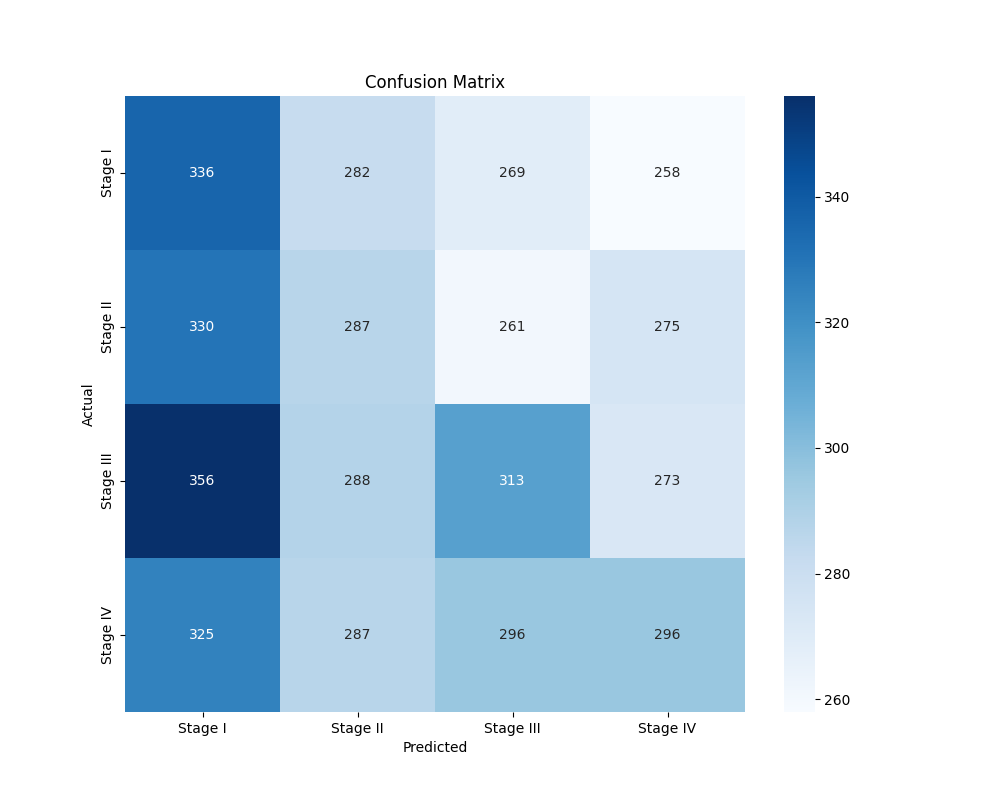 Confusion Matrix
Stage I 336 282 269 258
Stage II 330 287 261 275
Stage III 356 288 313 273
Stage IV 325 287 296 296
Stage I Stage II Stage III Stage IV
Predicted
Actual
340
320
300
280
260